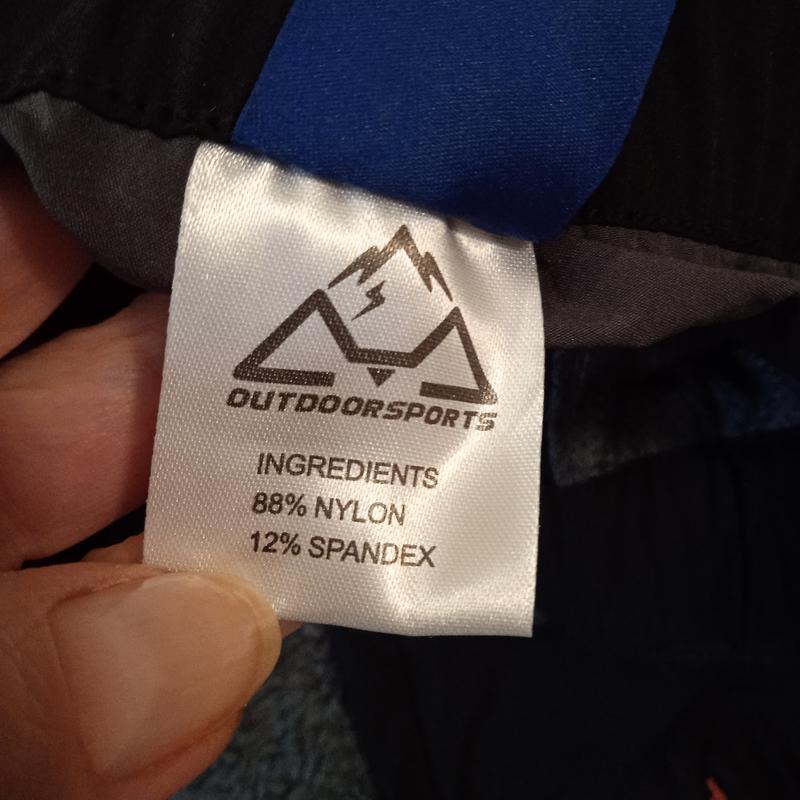 OUTDOORSPORTS
INGREDIENTS
88% NYLON
12% SPANDEX